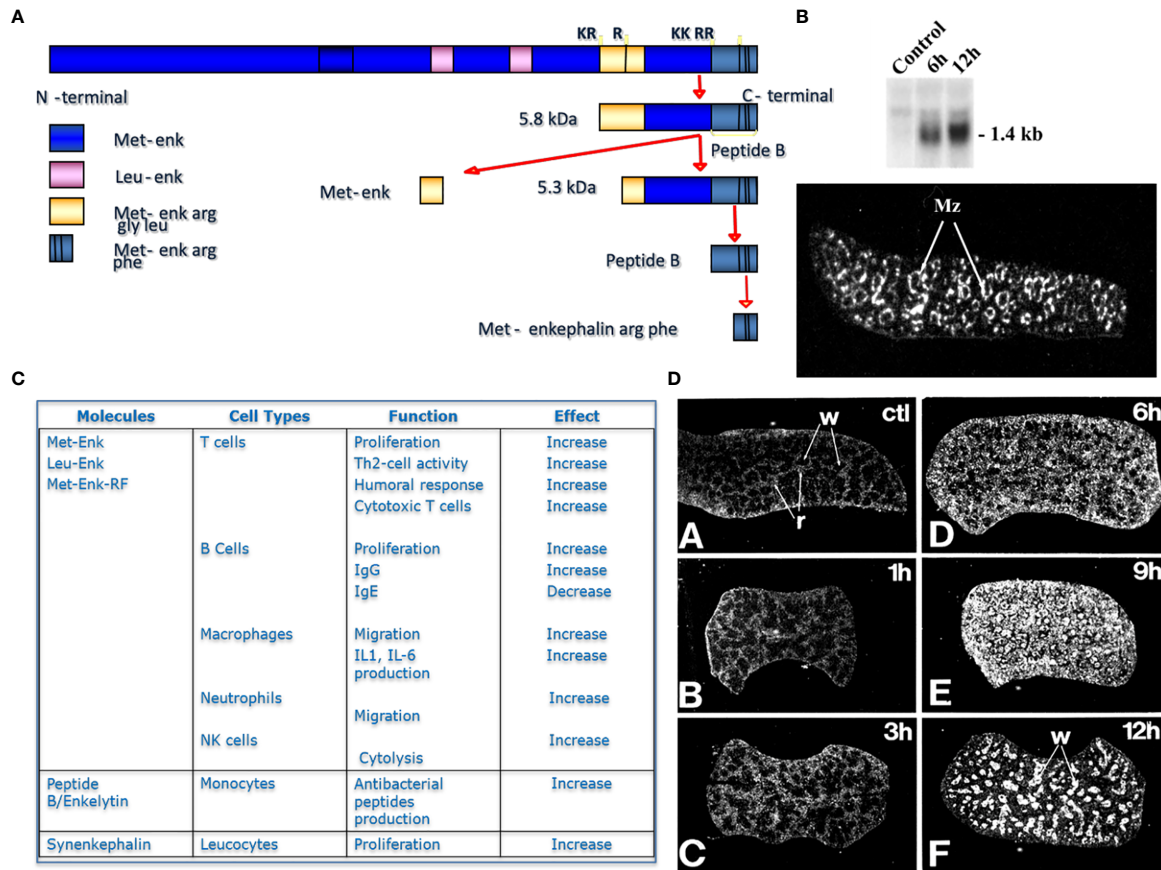 A
KR R KK RR
N -terminal
C- terminal
5.8 kDa
Peptide B
Met-enk
Leu-enk
Met- enk arg
gly leu
Met- enk arg
phe
Met-enk
5.3 kDa
Peptide B
Met - enkephalin arg phe
B
Control
6h
12h
- 1.4 kb
Mz
C
Molecules Cell Types Function Effect
Met-Enk T cells Proliferation Increase
Leu-Enk Th2-cell activity Increase
Met-Enk-RF Humoral response Increase
Cytotoxic T cells Increase
B Cells Proliferation Increase
IgG Increase
IgE Decrease
Macrophages Migration Increase
IL1, IL-6 Increase
production
Neutrophils Increase
Migration
NK cells Increase
Cytolysis
Peptide Monocytes Antibacterial Increase
B/Enkelytin peptides
production
Synenkephalin Leucocytes Proliferation Increase
D
ctl
w
r
A
1h
B
3h
C
6h
D
9h
E
12h
w
F